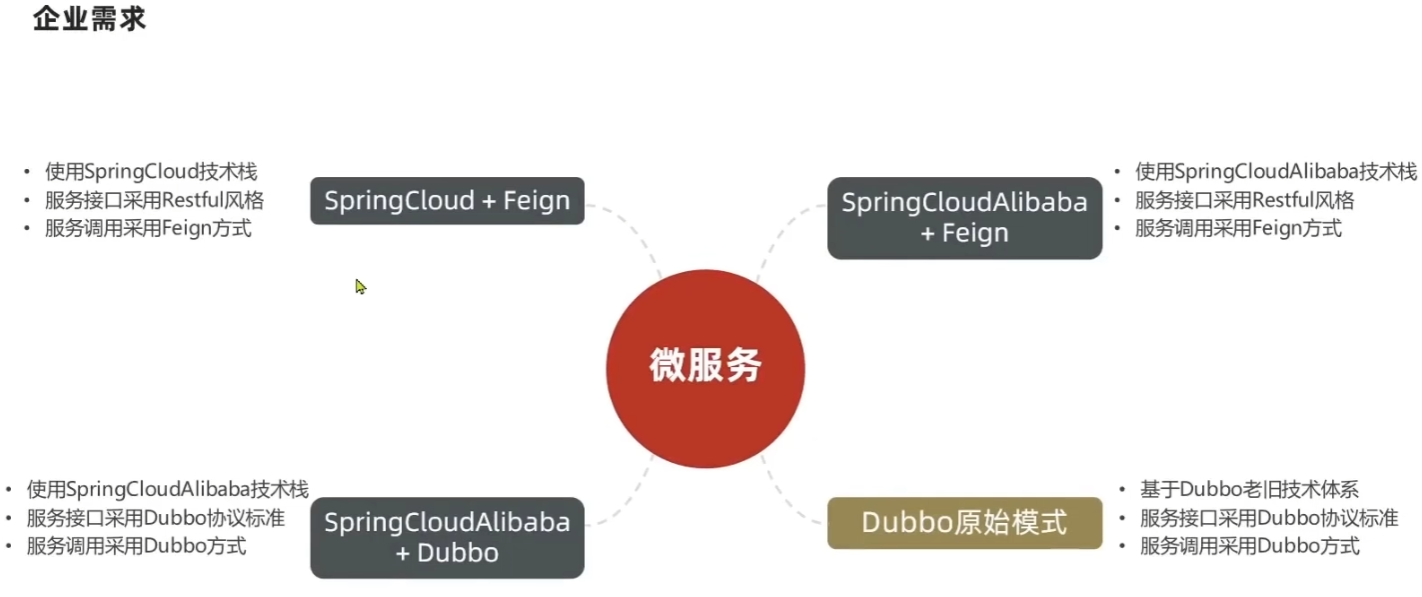 企业需求
• 使用SpringCloud技术栈
• 服务接口采用Restful风格
• 服务调用采用Feign方式
SpringCloud + Feign
SpringCloudAlibaba
+ Feign
• 使用SpringCloudAlibaba技术栈
• 服务接口采用Restful风格
• 服务调用采用Feign方式
微服务
• 使用SpringCloudAlibaba技术栈
• 服务接口采用Dubbo协议标准
• 服务调用采用Dubbo方式
SpringCloudAlibaba
+ Dubbo
Dubbo原始模式
• 基于Dubbo老旧技术体系
• 服务接口采用Dubbo协议标准
• 服务调用采用Dubbo方式